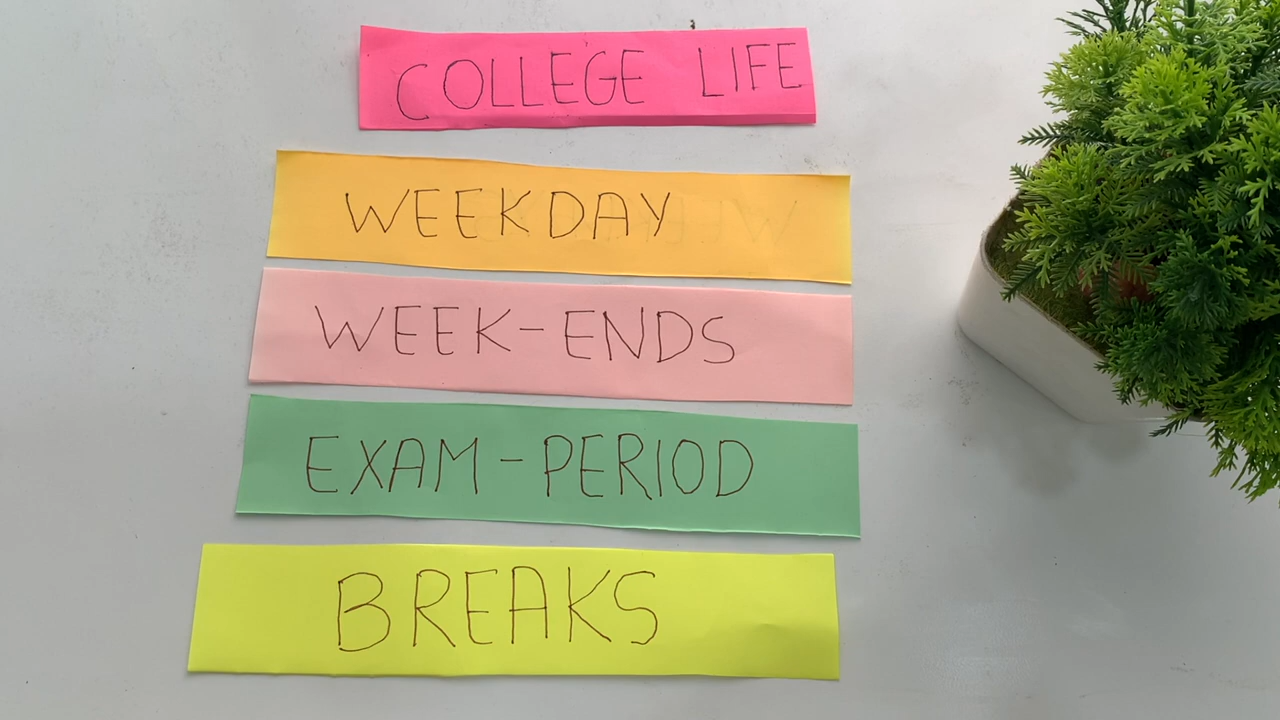 COLLEGE LIFE
WEEKDAY
WEEK-ENDS
EXAM-PERIOD
BREAKS